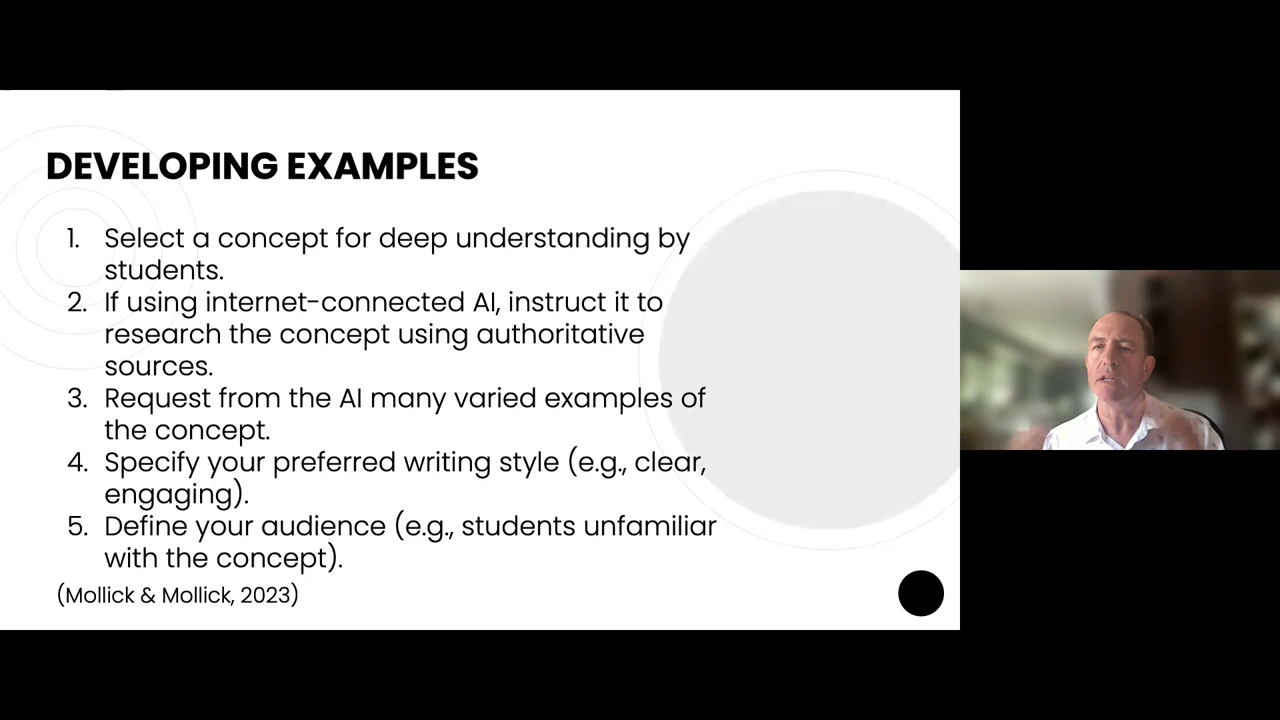 DEVELOPING EXAMPLES
1. Select a concept for deep understanding by
students.
2. If using internet-connected AI, instruct it to
research the concept using authoritative
sources.
3. Request from the AI many varied examples of
the concept.
4. Specify your preferred writing style (e.g., clear,
engaging).
5. Define your audience (e.g., students unfamiliar
with the concept).
(Mollick & Mollick, 2023)